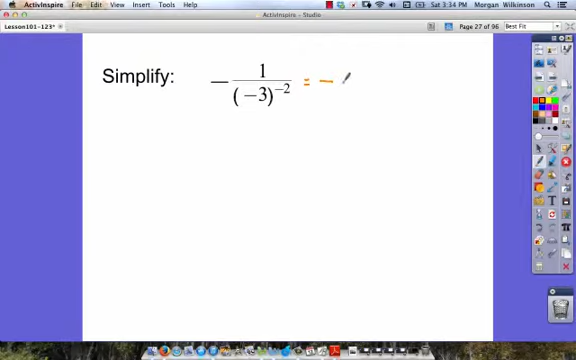 ActivInspire File Edit View Insert Tools Help Sat 3:34 PM Morgan Wilkinson
ActivInspire - Studio
Lesson101-123* Page 27 of 96 Best Fit
Simplify: − 1 / (−3)⁻² = −